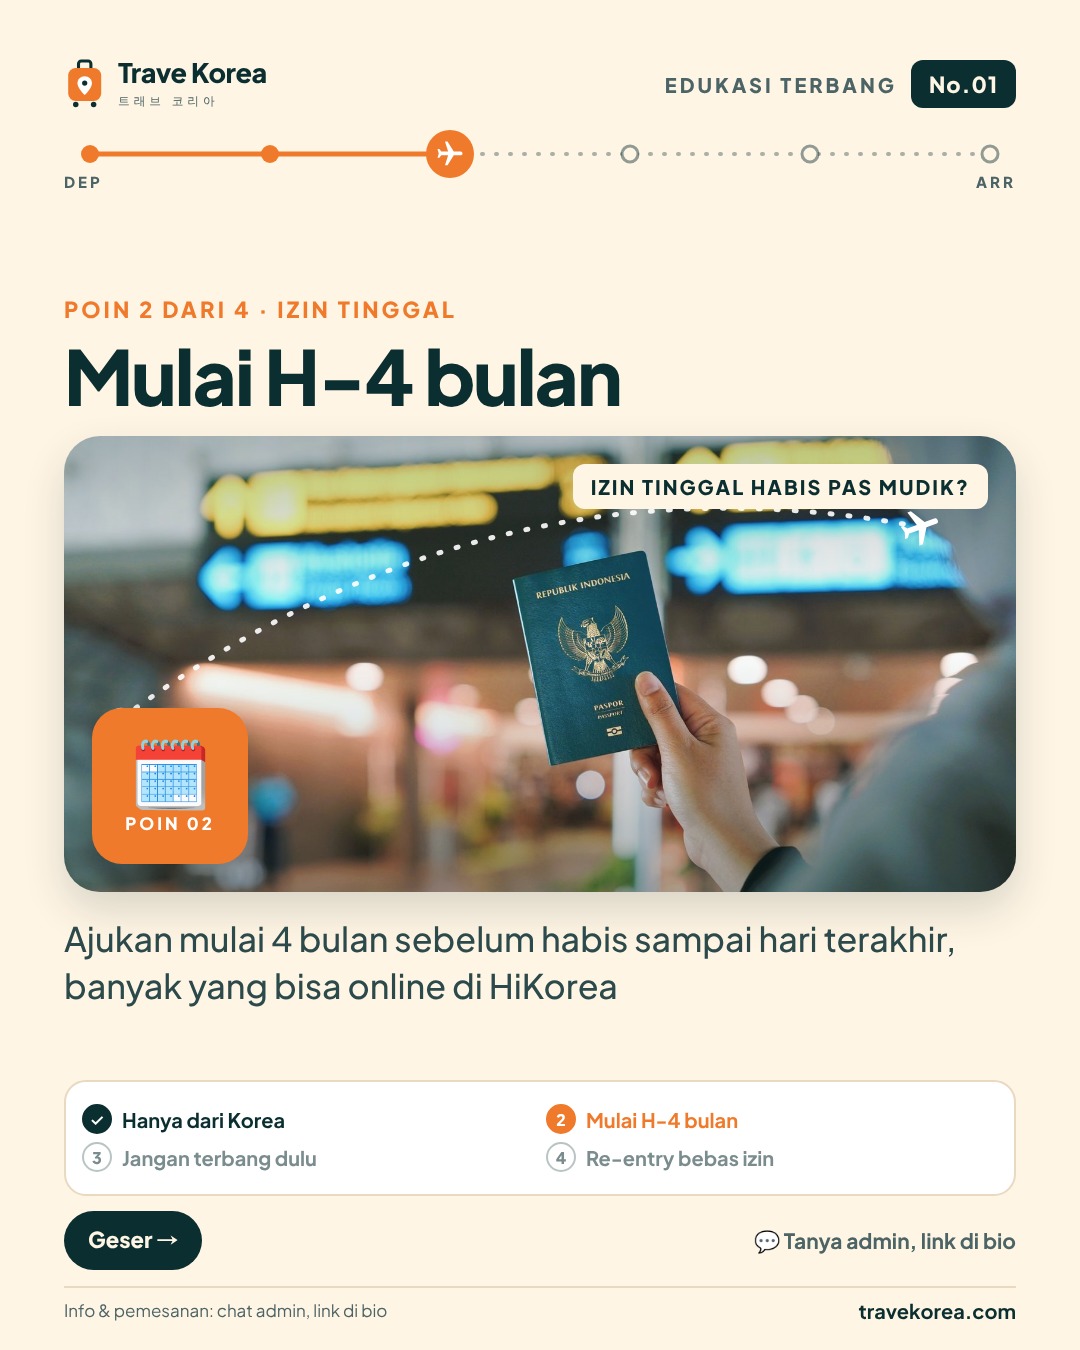 Trave Korea
트래브 코리아
EDUKASI TERBANG
No.01
DEP
ARR
POIN 2 DARI 4 · IZIN TINGGAL
Mulai H-4 bulan
IZIN TINGGAL HABIS PAS MUDIK?
REPUBLIK INDONESIA
PASPOR
PASSPORT
POIN 02
Ajukan mulai 4 bulan sebelum habis sampai hari terakhir,
banyak yang bisa online di HiKorea
Hanya dari Korea
2 Mulai H-4 bulan
3 Jangan terbang dulu
4 Re-entry bebas izin
Geser →
💬 Tanya admin, link di bio
Info & pemesanan: chat admin, link di bio
travekorea.com